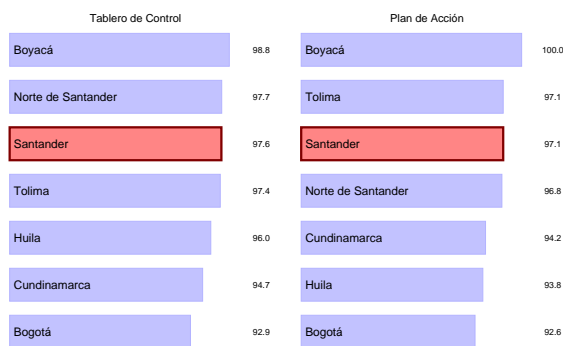 Tablero de Control
Boyacá 98.8
Norte de Santander 97.7
Santander 97.6
Tolima 97.4
Huila 96.0
Cundinamarca 94.7
Bogotá 92.9
Plan de Acción
Boyacá 100.0
Tolima 97.1
Santander 97.1
Norte de Santander 96.8
Cundinamarca 94.2
Huila 93.8
Bogotá 92.6